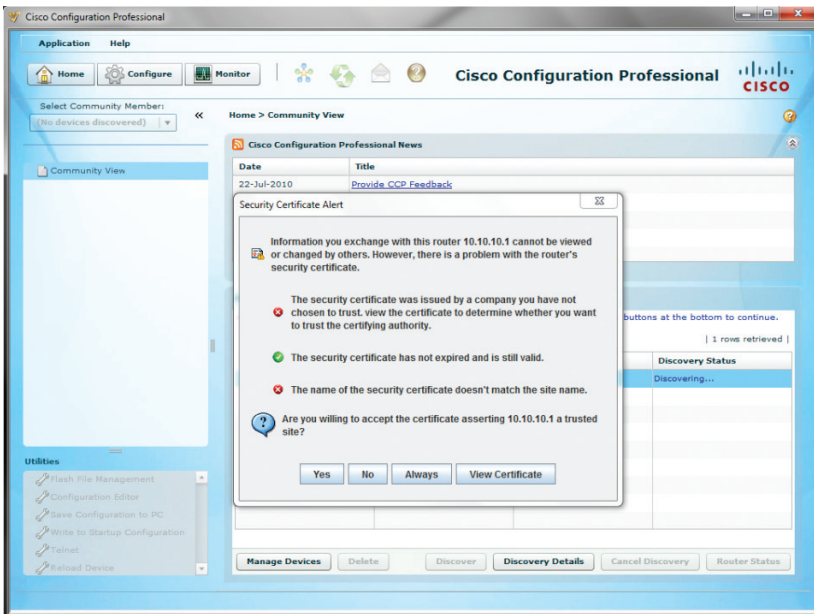 Cisco Configuration Professional
Application Help
Home Configure Monitor Cisco Configuration Professional
CISCO
Select Community Member:
(No devices discovered)
« Home > Community View
Cisco Configuration Professional News
Date Title
Community View
22-Jul-2010 Provide CCP Feedback
Security Certificate Alert
Information you exchange with this router 10.10.10.1 cannot be viewed
or changed by others. However, there is a problem with the router's
security certificate.
The security certificate was issued by a company you have not
chosen to trust. view the certificate to determine whether you want
to trust the certifying authority.
buttons at the bottom to continue.
| 1 rows retrieved |
Discovery Status
Discovering...
The security certificate has not expired and is still valid.
The name of the security certificate doesn't match the site name.
Are you willing to accept the certificate asserting 10.10.10.1 a trusted
site?
Yes No Always View Certificate
Utilities
Flash File Management
Configuration Editor
Save Configuration to PC
Write to Startup Configuration
Telnet
Reload Device
Manage Devices Delete Discover Discovery Details Cancel Discovery Router Status